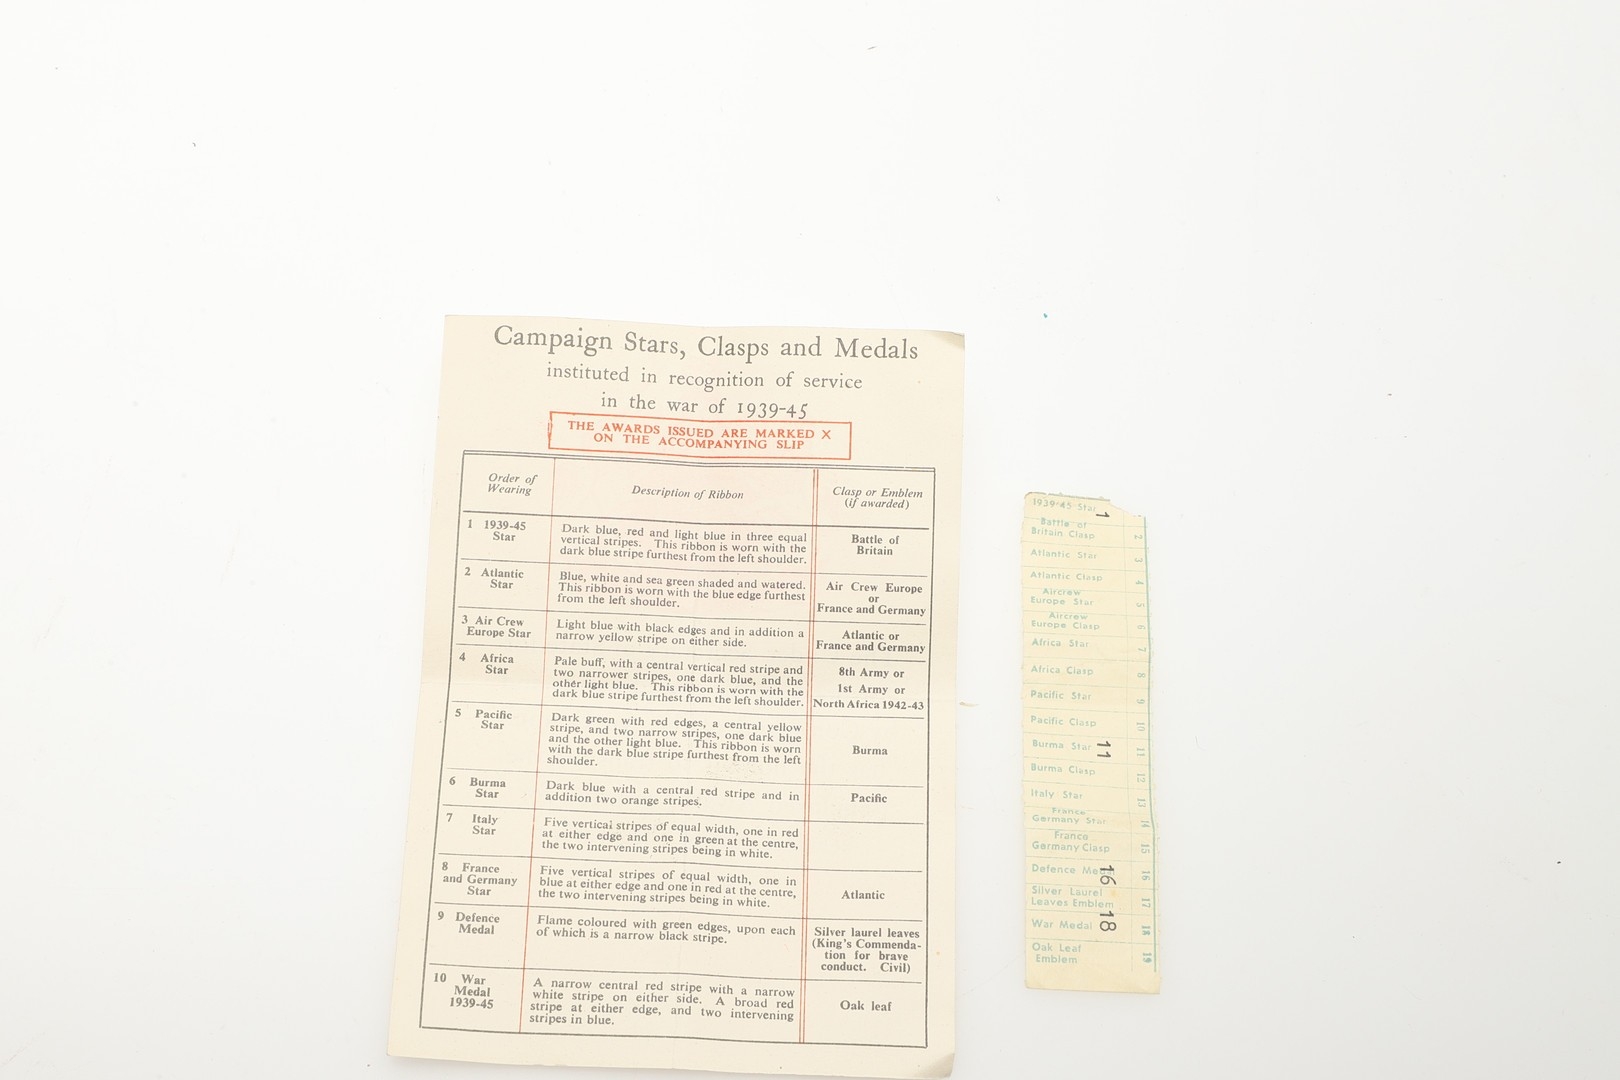 Campaign Stars, Clasps and Medals
instituted in recognition of service
in the war of 1939-45
THE AWARDS ISSUED ARE MARKED X
ON THE ACCOMPANYING SLIP
Order of
Wearing
Description of Ribbon
Clasp or Emblem
(if awarded)
1 1939-45
Star
Dark blue, red and light blue in three equal
vertical stripes. This ribbon is worn with the
dark blue stripe furthest from the left shoulder.
Battle of
Britain
2 Atlantic
Star
Blue, white and sea green shaded and watered.
This ribbon is worn with the blue edge furthest
from the left shoulder.
Air Crew Europe
or
France and Germany
3 Air Crew
Europe Star
Light blue with black edges and in addition a
narrow yellow stripe on either side.
Atlantic or
France and Germany
4 Africa
Star
Pale buff, with a central vertical red stripe and
two narrower stripes, one dark blue, and the
other light blue. This ribbon is worn with the
dark blue stripe furthest from the left shoulder.
8th Army or
1st Army or
North Africa 1942-43
5 Pacific
Star
Dark green with red edges, a central yellow
stripe, and two narrow stripes, one dark blue
and the other light blue. This ribbon is worn
with the dark blue stripe furthest from the left
shoulder.
Burma
6 Burma
Star
Dark blue with a central red stripe and in
addition two orange stripes.
Pacific
7 Italy
Star
Five vertical stripes of equal width, one in red
at either edge and one in green at the centre,
the two intervening stripes being in white.
8 France
and Germany
Star
Five vertical stripes of equal width, one in
blue at either edge and one in red at the centre,
the two intervening stripes being in white.
Atlantic
9 Defence
Medal
Flame coloured with green edges, upon each
of which is a narrow black stripe.
Silver laurel leaves
(King's Commenda-
tion for brave
conduct. Civil)
10 War
Medal
1939-45
A narrow central red stripe with a narrow
white stripe on either side. A broad red
stripe at either edge, and two intervening
stripes in blue.
Oak leaf
1939-45 Star 1
Battle of
Britain Clasp 2
Atlantic Star 3
Atlantic Clasp 4
Aircrew
Europe Star 5
Aircrew
Europe Clasp 6
Africa Star 7
Africa Clasp 8
Pacific Star 9
Pacific Clasp 10
Burma Star 11 11
Burma Clasp 12
Italy Star 13
France
Germany Star 14
France
Germany Clasp 15
Defence Medal 16 16
Silver Laurel
Leaves Emblem 17
War Medal 18 18
Oak Leaf
Emblem 19